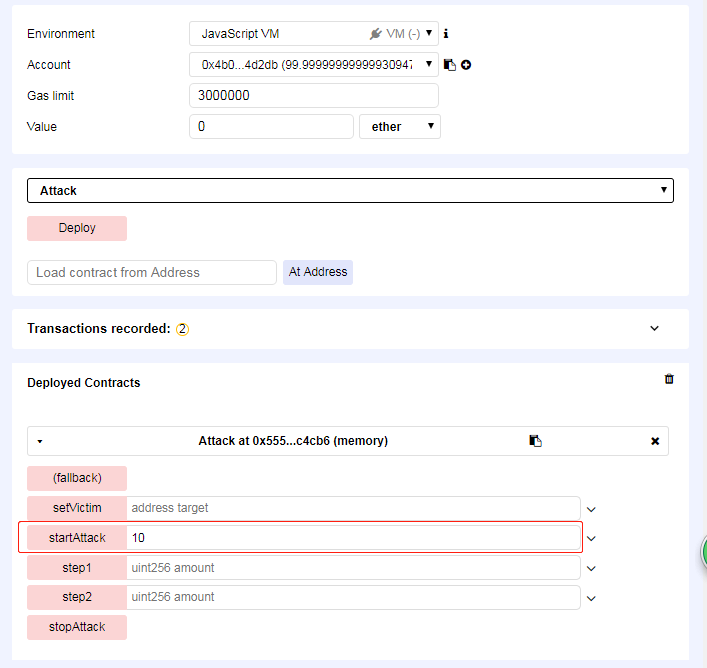 Environment JavaScript VM VM (-) i
Account 0x4b0...4d2db (99.99999999999930947
Gas limit 3000000
Value 0 ether
Attack
Deploy
Load contract from Address At Address
Transactions recorded: 2
Deployed Contracts
Attack at 0x555...c4cb6 (memory)
(fallback)
setVictim address target
startAttack 10
step1 uint256 amount
step2 uint256 amount
stopAttack